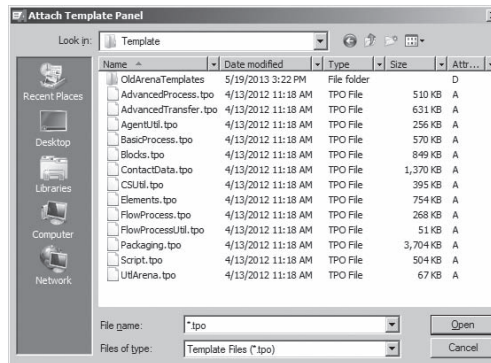 Attach Template Panel
Look in: Template
Name Date modified Type Size Attr...
OldArenaTemplates 5/19/2013 3:22 PM File folder D
AdvancedProcess.tpo 4/13/2012 11:18 AM TPO File 510 KB A
AdvancedTransfer.tpo 4/13/2012 11:18 AM TPO File 631 KB A
AgentUtil.tpo 4/13/2012 11:18 AM TPO File 256 KB A
BasicProcess.tpo 4/13/2012 11:18 AM TPO File 570 KB A
Blocks.tpo 4/13/2012 11:18 AM TPO File 849 KB A
ContactData.tpo 4/13/2012 11:18 AM TPO File 1,370 KB A
CSUtil.tpo 4/13/2012 11:18 AM TPO File 395 KB A
Elements.tpo 4/13/2012 11:18 AM TPO File 754 KB A
FlowProcess.tpo 4/13/2012 11:18 AM TPO File 268 KB A
FlowProcessUtil.tpo 4/13/2012 11:18 AM TPO File 51 KB A
Packaging.tpo 4/13/2012 11:18 AM TPO File 3,704 KB A
Script.tpo 4/13/2012 11:18 AM TPO File 504 KB A
UtlArena.tpo 4/13/2012 11:18 AM TPO File 67 KB A
Recent Places
Desktop
Libraries
Computer
Network
File name: *.tpo Open
Files of type: Template Files (*.tpo) Cancel